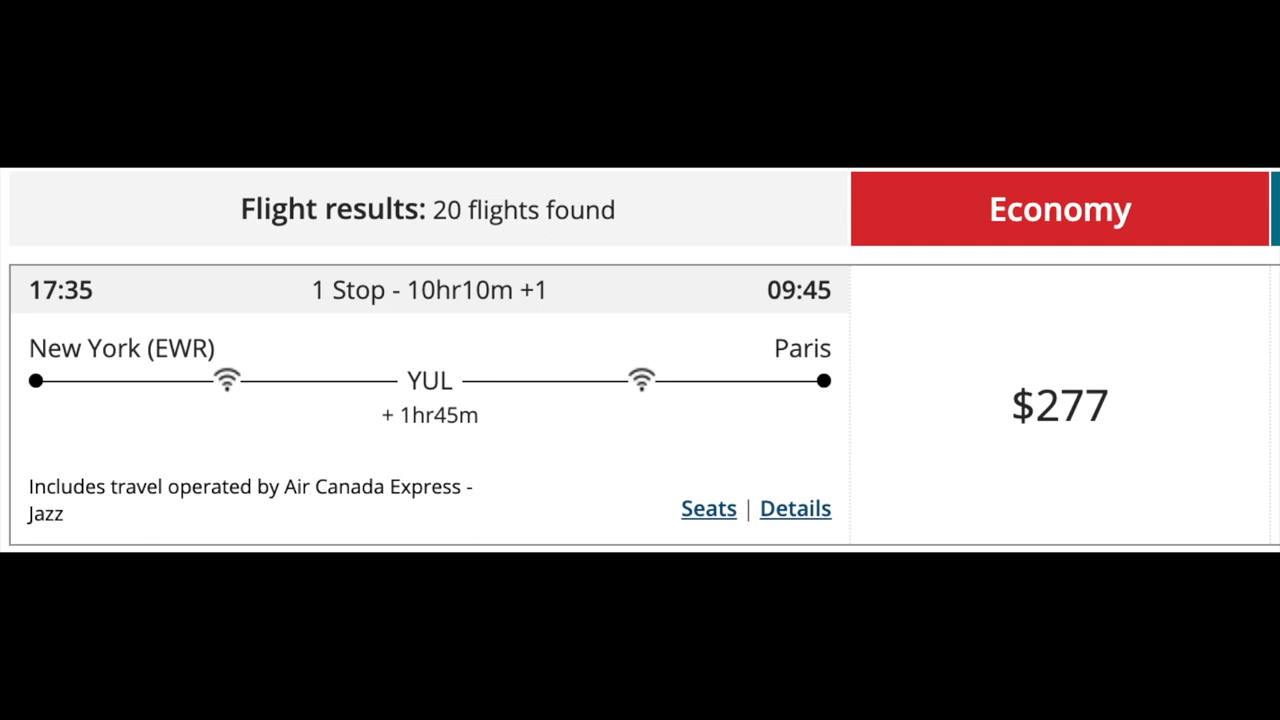 Flight results: 20 flights found
Economy
17:35
1 Stop - 10hr10m +1
09:45
New York (EWR)
Paris
YUL
+ 1hr45m
$277
Includes travel operated by Air Canada Express -
Jazz
Seats | Details